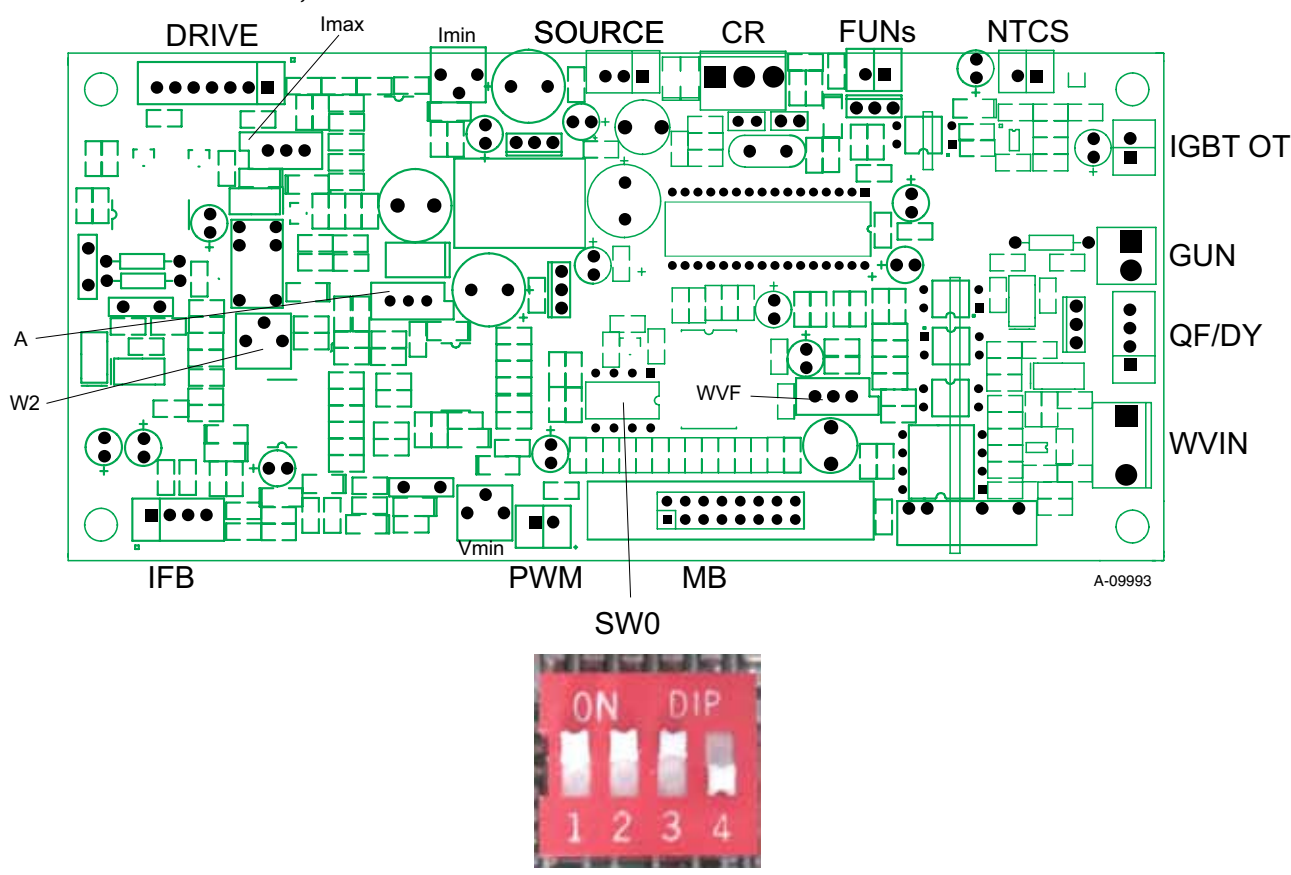 Imax
Imin
DRIVE
SOURCE
CR
FUNs
NTCS
IGBT OT
GUN
A
QF/DY
W2
WVF
WVIN
Vmin
IFB
PWM
MB
A-09993
SW0
ON DIP
1 2 3 4